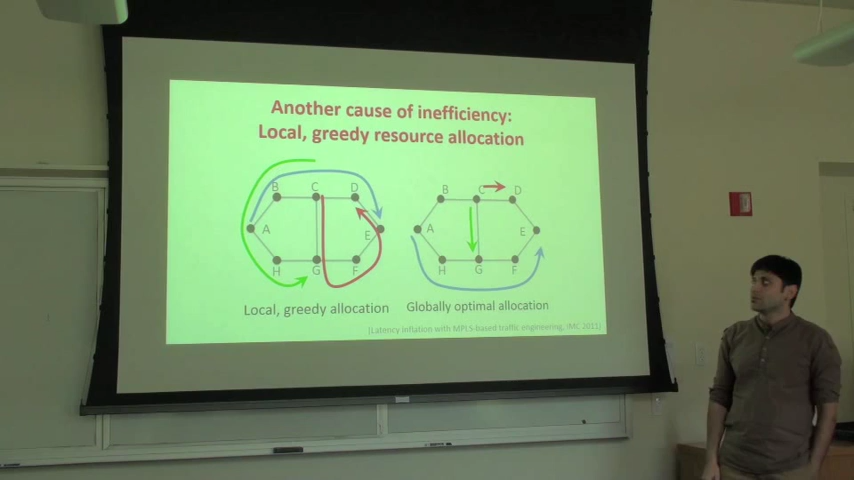 Another cause of inefficiency:
Local, greedy resource allocation
B C D
A
E
H G F
B C D
A
E
H G F
Local, greedy allocation
Globally optimal allocation
[Latency inflation with MPLS-based traffic engineering, IMC 2011]